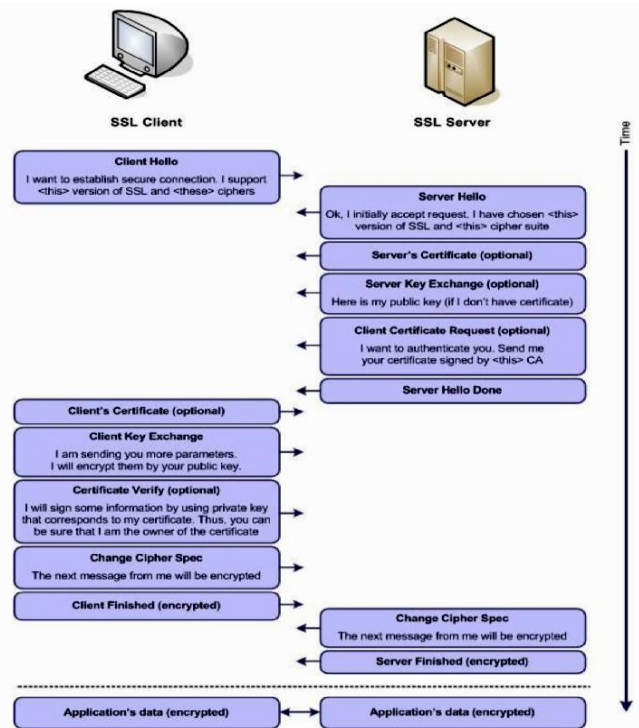 SSL Client
SSL Server
Time
Client Hello
I want to establish secure connection. I support
<this> version of SSL and <these> ciphers
Server Hello
Ok, I initially accept request. I have chosen <this>
version of SSL and <this> cipher suite
Server's Certificate (optional)
Server Key Exchange (optional)
Here is my public key (if I don't have certificate)
Client Certificate Request (optional)
I want to authenticate you. Send me
your certificate signed by <this> CA
Server Hello Done
Client's Certificate (optional)
Client Key Exchange
I am sending you more parameters.
I will encrypt them by your public key.
Certificate Verify (optional)
I will sign some information by using private key
that corresponds to my certificate. Thus, you can
be sure that I am the owner of the certificate
Change Cipher Spec
The next message from me will be encrypted
Client Finished (encrypted)
Change Cipher Spec
The next message from me will be encrypted
Server Finished (encrypted)
Application's data (encrypted)
Application's data (encrypted)